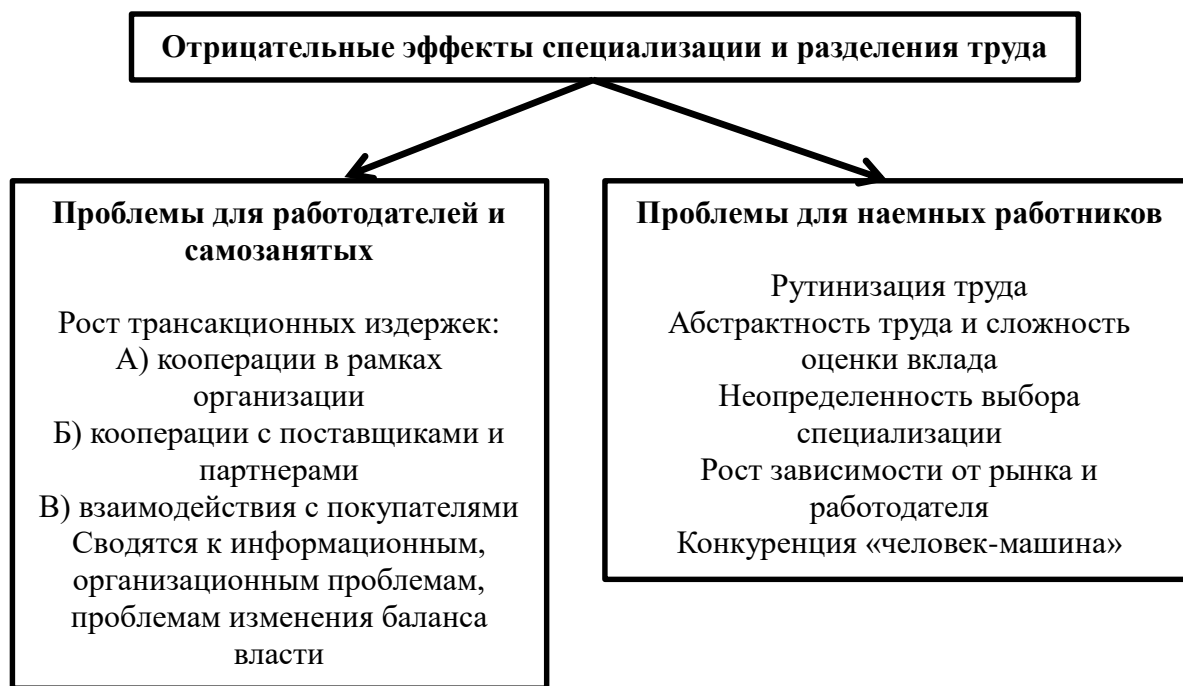 Отрицательные эффекты специализации и разделения труда
Проблемы для работодателей и
самозанятых
Рост трансакционных издержек:
А) кооперации в рамках
организации
Б) кооперации с поставщиками и
партнерами
В) взаимодействия с покупателями
Сводятся к информационным,
организационным проблемам,
проблемам изменения баланса
власти
Проблемы для наемных работников
Рутинизация труда
Абстрактность труда и сложность
оценки вклада
Неопределенность выбора
специализации
Рост зависимости от рынка и
работодателя
Конкуренция «человек-машина»